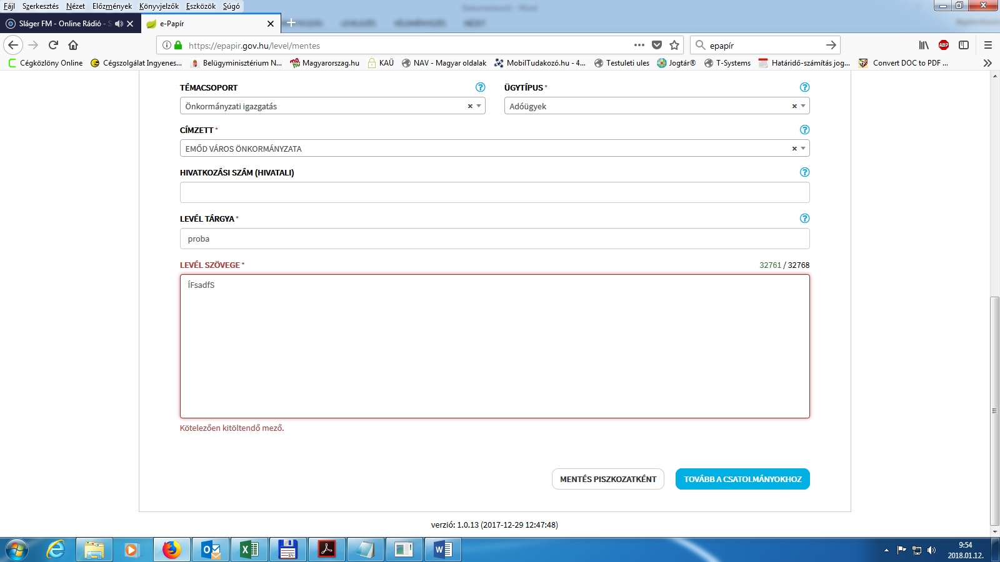 Fájl Szerkesztés Nézet Előzmények Könyvjelzők Eszközök Súgó
Sláger FM - Online Rádió - S
e-Papír
https://epapir.gov.hu/level/mentes
epapír
Cégközlöny Online Cégszolgálat Ingyenes... Belügyminisztérium N... Magyarorszag.hu KAÜ NAV - Magyar oldalak MobilTudakozó.hu - 4... Testuleti ules Jogtár® T-Systems Határidő-számítás jog... Convert DOC to PDF ...
TÉMACSOPORT ?
ÜGYTÍPUS * ?
Önkormányzati igazgatás
Adóügyek
CÍMZETT * ?
EMŐD VÁROS ÖNKORMÁNYZATA
HIVATKOZÁSI SZÁM (HIVATALI) ?
LEVÉL TÁRGYA * ?
proba
LEVÉL SZÖVEGE * 32761 / 32768
ÍFsadfS
Kötelezően kitöltendő mező.
MENTÉS PISZKOZATKÉNT
TOVÁBB A CSATOLMÁNYOKHOZ
verzió: 1.0.13 (2017-12-29 12:47:48)
9:54
2018.01.12.